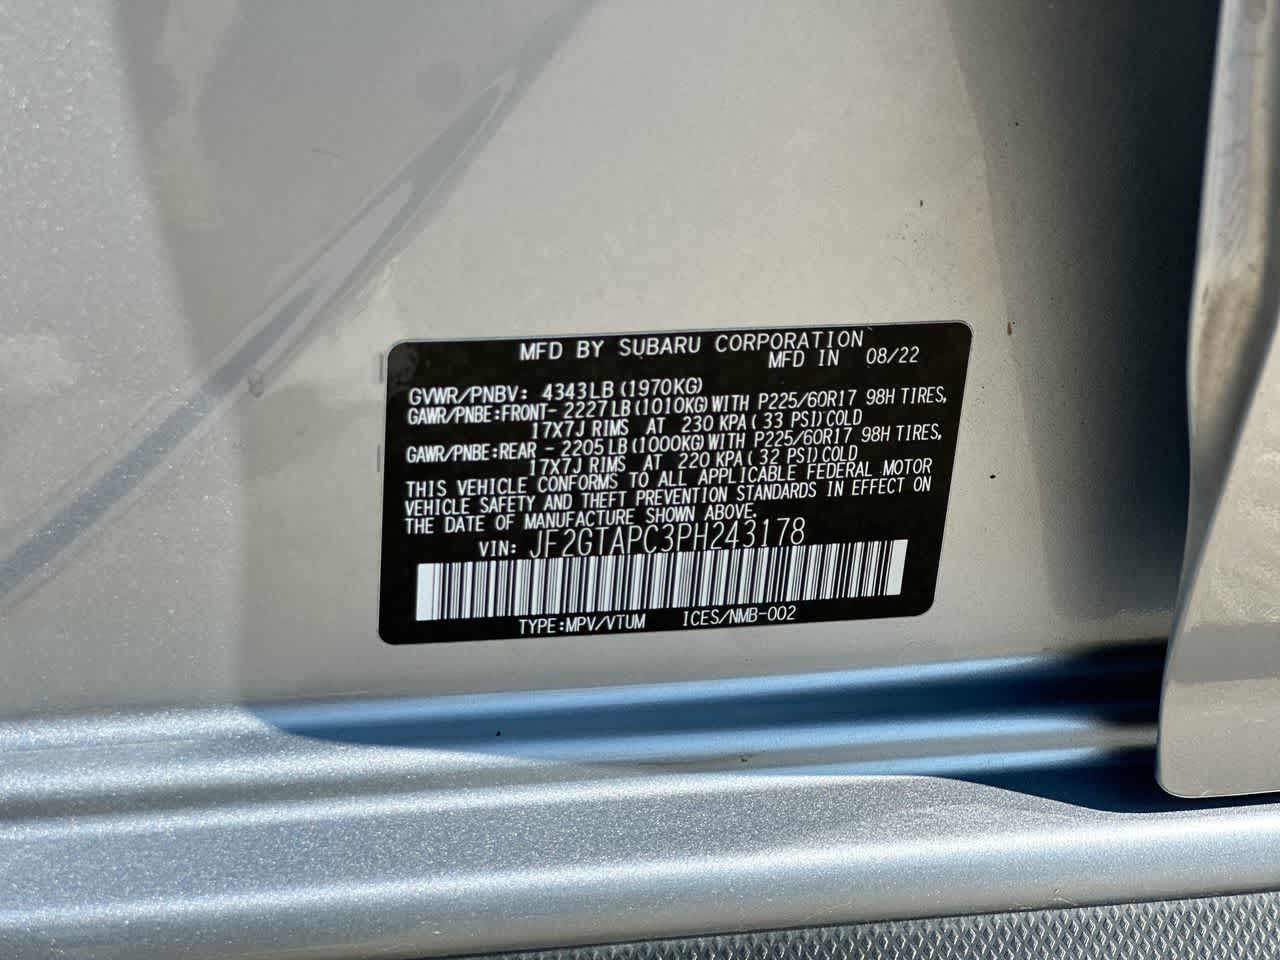 MFD BY SUBARU CORPORATION
MFD IN 08/22
GVWR/PNBV: 4343LB (1970KG)
GAWR/PNBE:FRONT- 2227LB (1010KG) WITH P225/60R17 98H TIRES,
17X7J RIMS AT 230 KPA ( 33 PSI) COLD
GAWR/PNBE:REAR - 2205LB (1000KG) WITH P225/60R17 98H TIRES,
17X7J RIMS AT 220 KPA ( 32 PSI) COLD
THIS VEHICLE CONFORMS TO ALL APPLICABLE FEDERAL MOTOR
VEHICLE SAFETY AND THEFT PREVENTION STANDARDS IN EFFECT ON
THE DATE OF MANUFACTURE SHOWN ABOVE.
VIN: JF2GTAPC3PH243178
TYPE:MPV/VTUM ICES/NMB-002